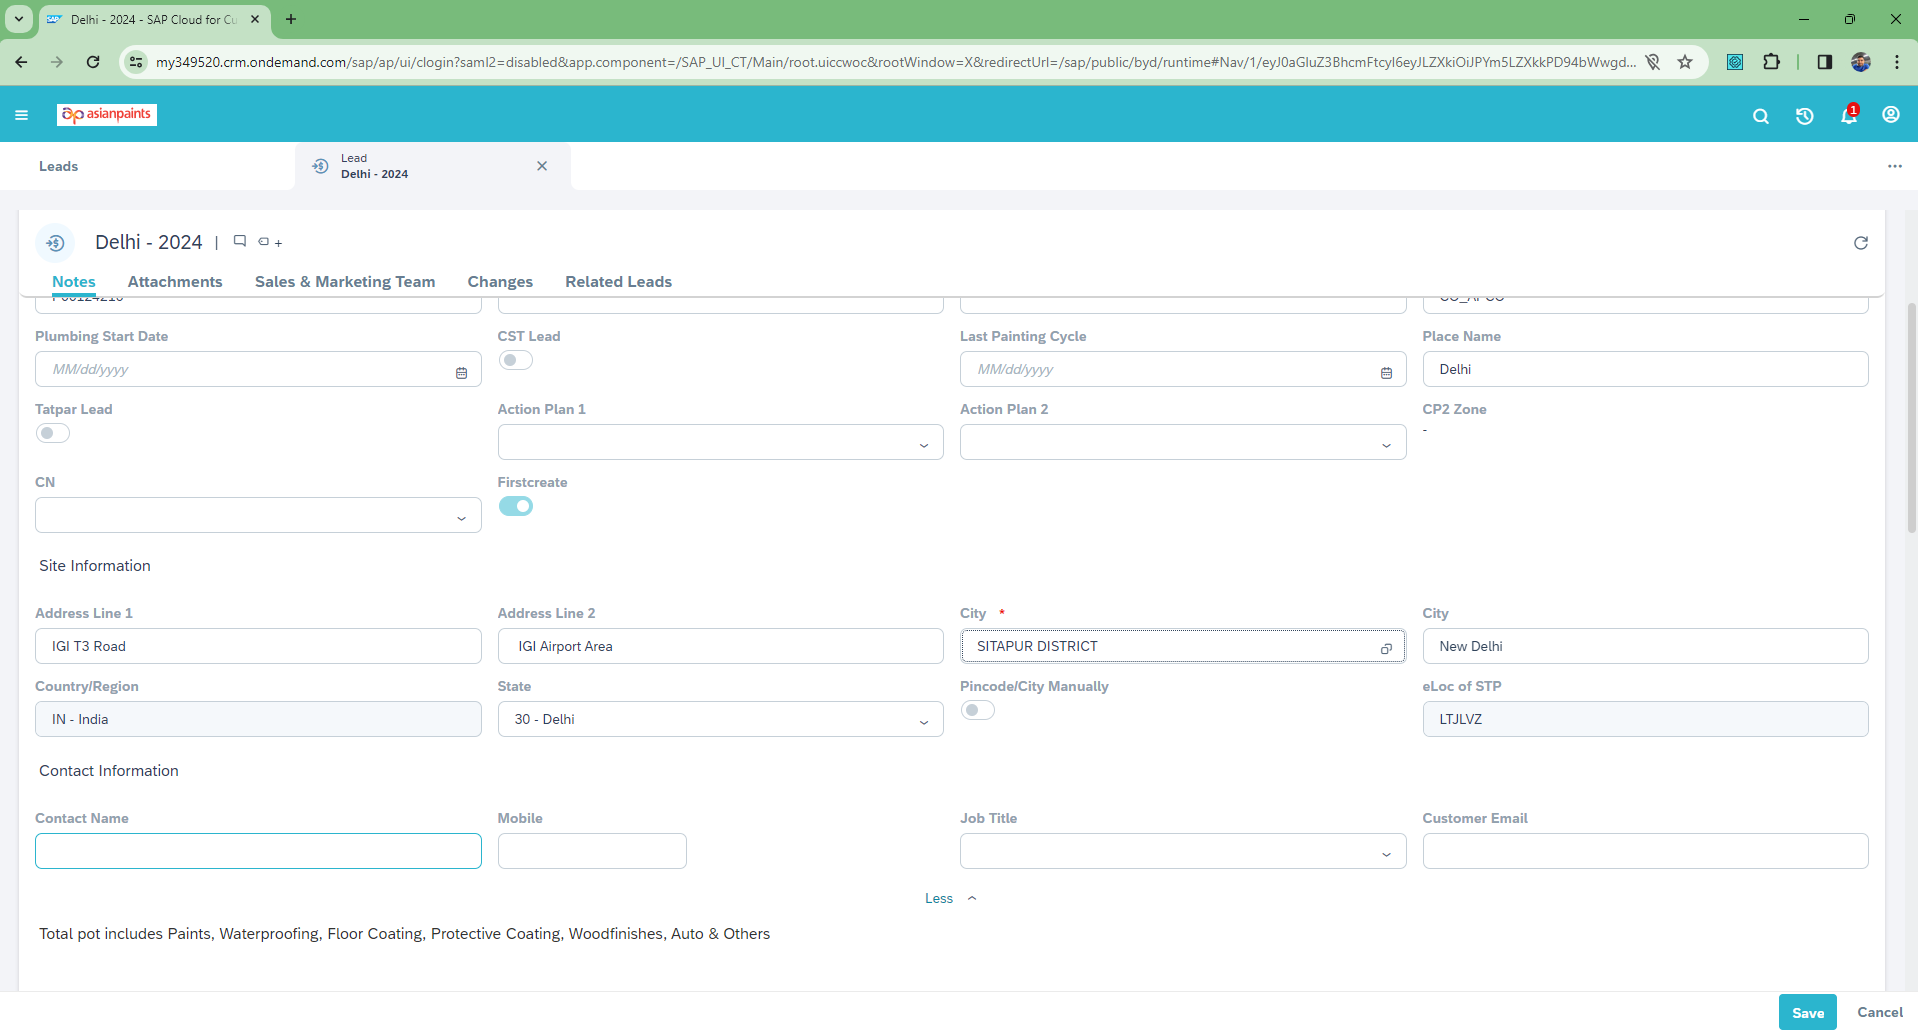 Delhi - 2024 - SAP Cloud for Cu
my349520.crm.ondemand.com/sap/ap/ui/clogin?saml2=disabled&app.component=/SAP_UI_CT/Main/root.uiccwoc&rootWindow=X&redirectUrl=/sap/public/byd/runtime#Nav/1/eyJ0aGluZ3BhcmFtcyI6eyJLZXkiOiJPYm5LZXkkPD94bWwgd...
asianpaints
1
Leads
Lead
Delhi - 2024
Delhi - 2024 |
Notes Attachments Sales & Marketing Team Changes Related Leads
Plumbing Start Date CST Lead Last Painting Cycle Place Name
MM/dd/yyyy MM/dd/yyyy Delhi
Tatpar Lead Action Plan 1 Action Plan 2 CP2 Zone
-
CN Firstcreate
Site Information
Address Line 1 Address Line 2 City * City
IGI T3 Road IGI Airport Area SITAPUR DISTRICT New Delhi
Country/Region State Pincode/City Manually eLoc of STP
IN - India 30 - Delhi LTJLVZ
Contact Information
Contact Name Mobile Job Title Customer Email
Less
Total pot includes Paints, Waterproofing, Floor Coating, Protective Coating, Woodfinishes, Auto & Others
Save Cancel